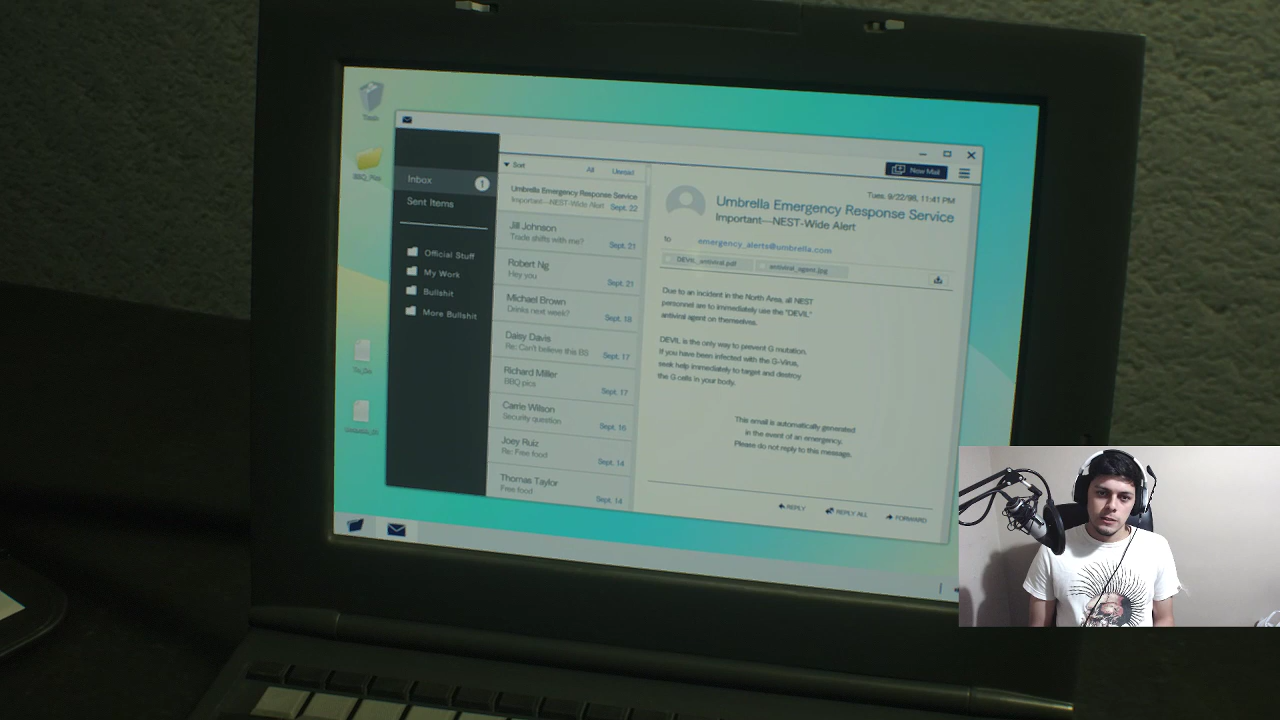 Trash
BBQ_Pics
To_Do
Inbox
1
Sent Items
Official Stuff
My Work
Bullshit
More Bullshit
Sort
All
Unread
Umbrella Emergency Response Service
Important—NEST-Wide Alert
Sept. 22
Jill Johnson
Trade shifts with me?
Sept. 21
Robert Ng
Hey you
Sept. 21
Michael Brown
Drinks next week?
Sept. 18
Daisy Davis
Re: Can't believe this BS
Sept. 17
Richard Miller
BBQ pics
Sept. 17
Carrie Wilson
Security question
Sept. 16
Joey Ruiz
Re: Free food
Sept. 14
Thomas Taylor
Free food
Sept. 14
New Mail
Tues, 9/22/98, 11:41 PM
Umbrella Emergency Response Service
Important—NEST-Wide Alert
to emergency_alerts@umbrella.com
DEVIL_antiviral.pdf
antiviral_agent.jpg
Due to an incident in the North Area, all NEST
personnel are to immediately use the "DEVIL"
antiviral agent on themselves.
DEVIL is the only way to prevent G mutation.
If you have been infected with the G-Virus,
seek help immediately to target and destroy
the G cells in your body.
This email is automatically generated
in the event of an emergency.
Please do not reply to this message.
REPLY
REPLY ALL
FORWARD